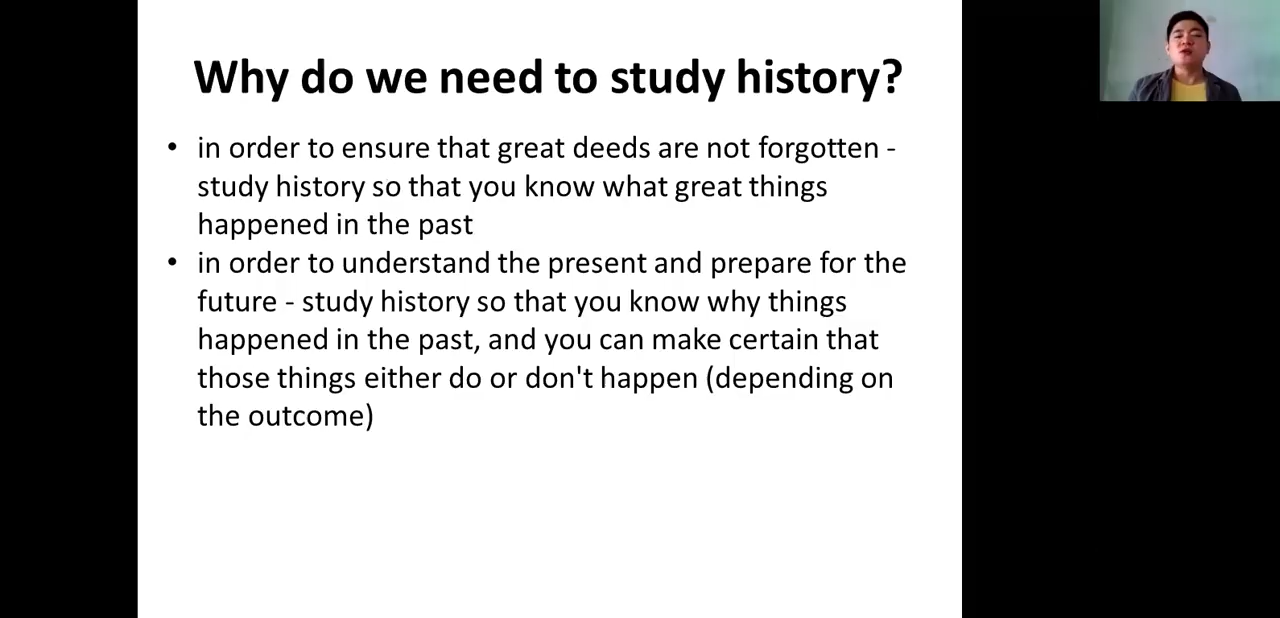 Why do we need to study history?
• in order to ensure that great deeds are not forgotten -
study history so that you know what great things
happened in the past
• in order to understand the present and prepare for the
future - study history so that you know why things
happened in the past, and you can make certain that
those things either do or don't happen (depending on
the outcome)